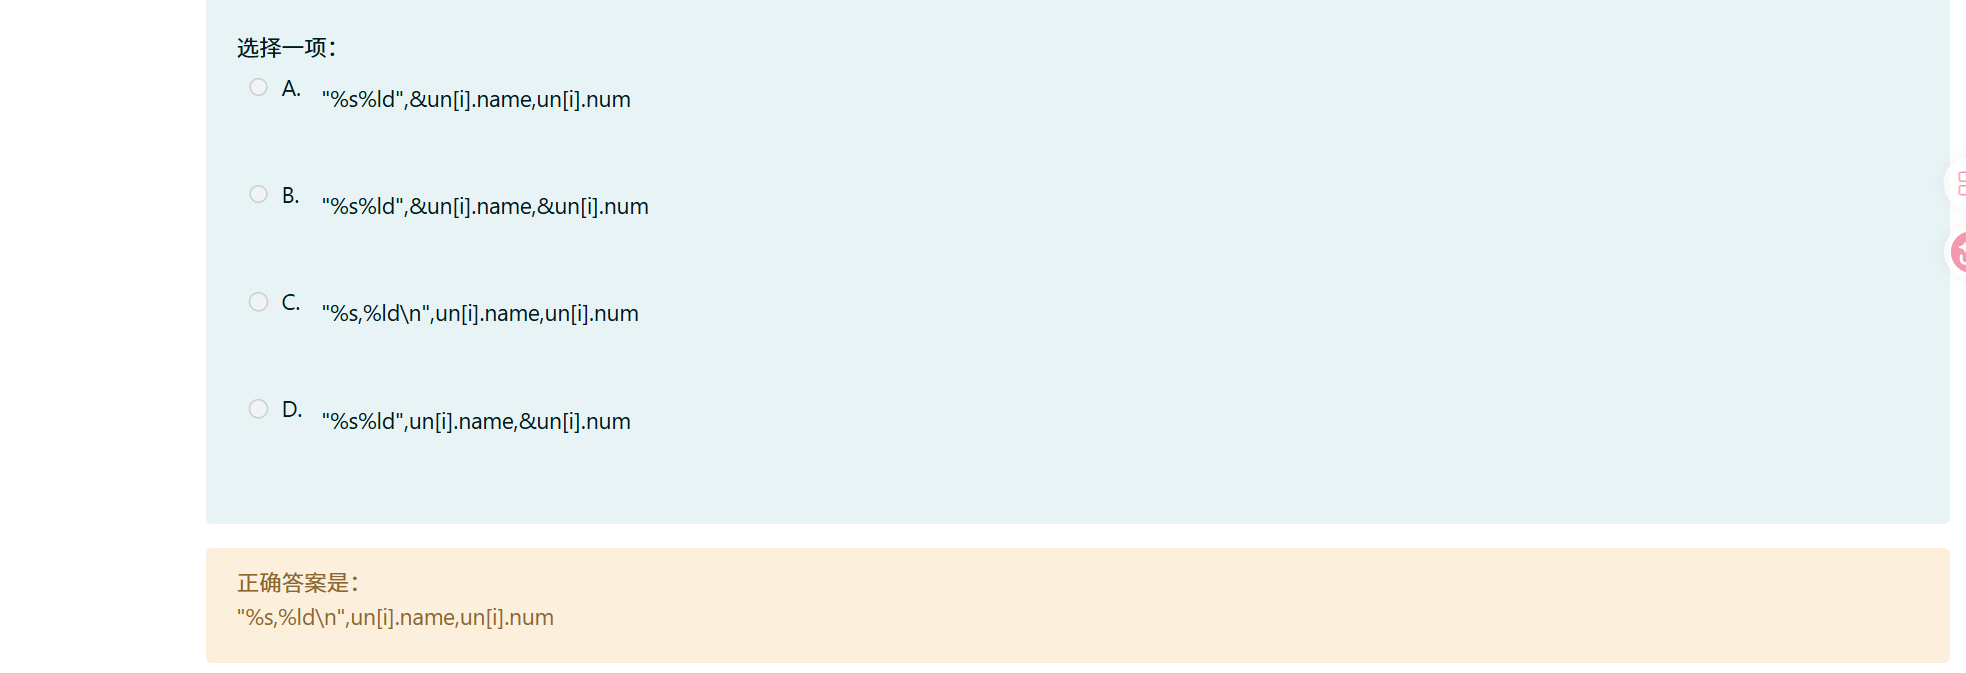 选择一项：
A. "%s%ld",&un[i].name,un[i].num
B. "%s%ld",&un[i].name,&un[i].num
C. "%s,%ld\n",un[i].name,un[i].num
D. "%s%ld",un[i].name,&un[i].num
正确答案是：
"%s,%ld\n",un[i].name,un[i].num